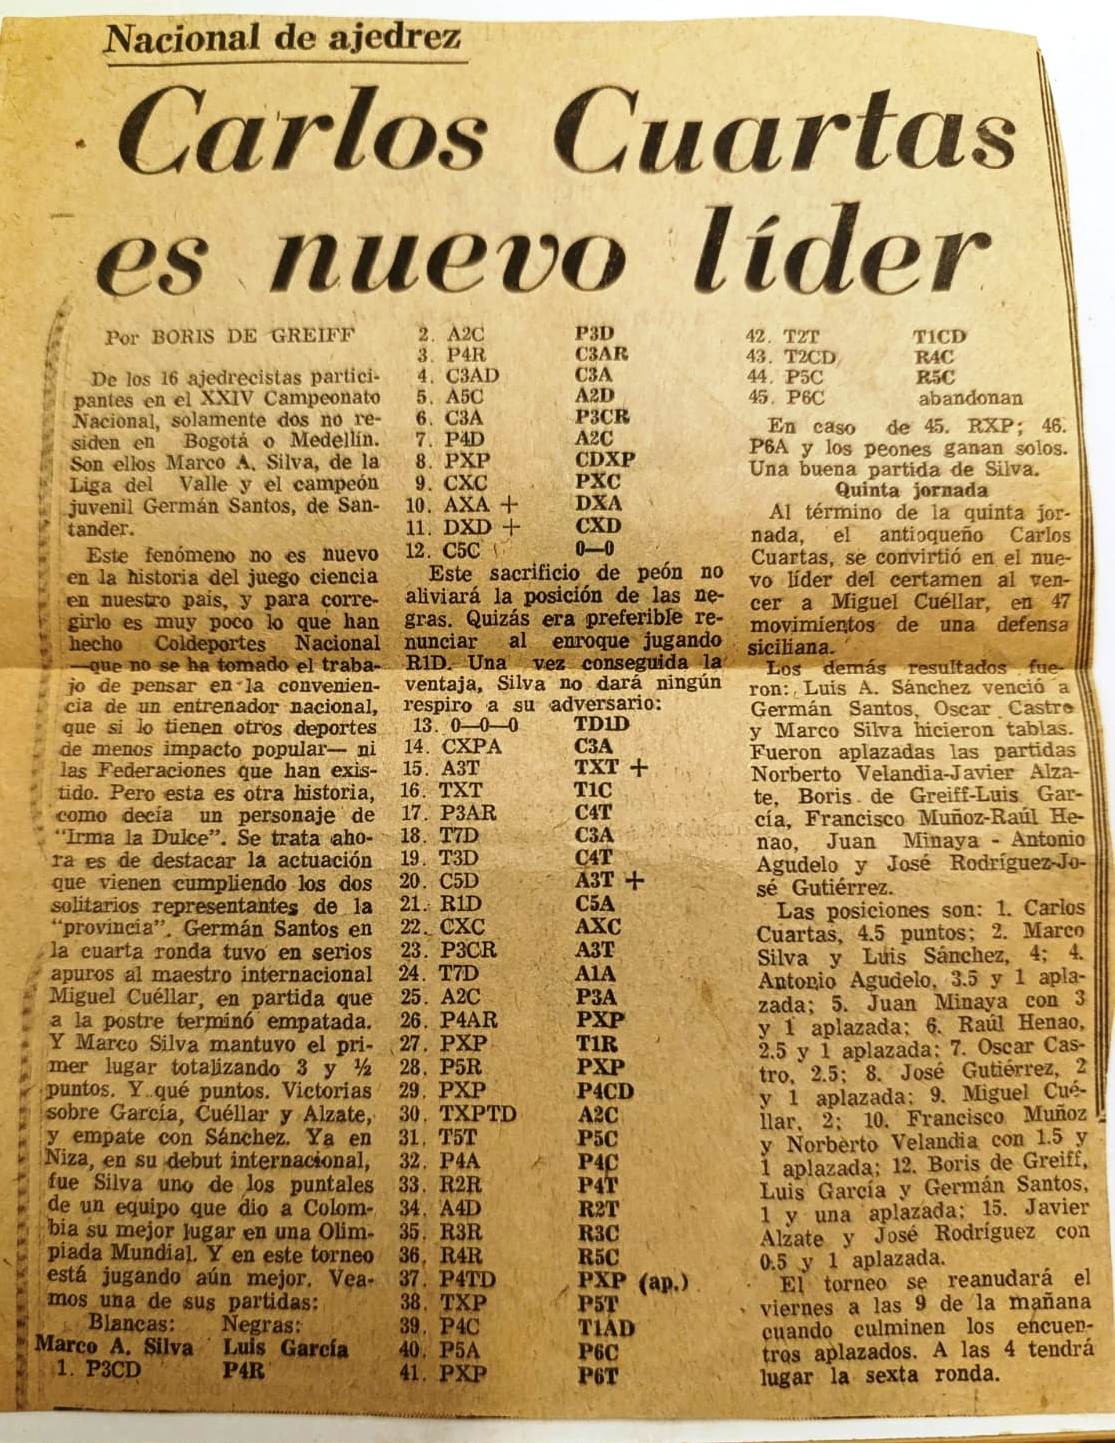 Nacional de ajedrez
Carlos Cuartas
es nuevo líder
Por BORIS DE GREIFF
De los 16 ajedrecistas partici-
pantes en el XXIV Campeonato
Nacional, solamente dos no re-
siden en Bogotá o Medellín.
Son ellos Marco A. Silva, de la
Liga del Valle y el campeón
juvenil Germán Santos, de San-
tander.
Este fenómeno no es nuevo
en la historia del juego ciencia
en nuestro pais, y para corre-
girlo es muy poco lo que han
hecho Coldeportes Nacional
—que no se ha tomado el traba-
jo de pensar en la convenien-
cia de un entrenador nacional,
que si lo tienen otros deportes
de menos impacto popular— ni
las Federaciones que han exis-
tido. Pero esta es otra historia,
como decía un personaje de
"Irma la Dulce". Se trata aho-
ra es de destacar la actuación
que vienen cumpliendo los dos
solitarios representantes de la
"provincia". Germán Santos en
la cuarta ronda tuvo en serios
apuros al maestro internacional
Miguel Cuéllar, en partida que
a la postre terminó empatada.
Y Marco Silva mantuvo el pri-
mer lugar totalizando 3 y ½
puntos. Y qué puntos. Victorias
sobre García, Cuéllar y Alzate,
y empate con Sánchez. Ya en
Niza, en su debut internacional,
fue Silva uno de los puntales
de un equipo que dio a Colom-
bia su mejor lugar en una Olim-
piada Mundial. Y en este torneo
está jugando aún mejor. Vea-
mos una de sus partidas:
Blancas: Negras:
Marco A. Silva Luis García
1. P3CD P4R
2. A2C P3D
3. P4R C3AR
4. C3AD C3A
5. A5C A2D
6. C3A P3CR
7. P4D A2C
8. PXP CDXP
9. CXC PXC
10. AXA + DXA
11. DXD + CXD
12. C5C 0—0
Este sacrificio de peón no
aliviará la posición de las ne-
gras. Quizás era preferible re-
nunciar al enroque jugando
R1D. Una vez conseguida la
ventaja, Silva no dará ningún
respiro a su adversario:
13. 0—0—0 TD1D
14. CXPA C3A
15. A3T TXT +
16. TXT T1C
17. P3AR C4T
18. T7D C3A
19. T3D C4T
20. C5D A3T +
21. R1D C5A
22. CXC AXC
23. P3CR A3T
24. T7D A1A
25. A2C P3A
26. P4AR PXP
27. PXP T1R
28. P5R PXP
29. PXP P4CD
30. TXPTD A2C
31. T5T P5C
32. P4A P4C
33. R2R P4T
34. A4D R2T
35. R3R R3C
36. R4R R5C
37. P4TD PXP (ap.)
38. TXP P5T
39. P4C T1AD
40. P5A P6C
41. PXP P6T
42. T2T T1CD
43. T2CD R4C
44. P5C R5C
45. P6C abandonan
En caso de 45. RXP; 46.
P6A y los peones ganan solos.
Una buena partida de Silva.
Quinta jornada
Al término de la quinta jor-
nada, el antioqueño Carlos
Cuartas, se convirtió en el nue-
vo líder del certamen al ven-
cer a Miguel Cuéllar, en 47
movimientos de una defensa
siciliana.
Los demás resultados fue-
ron: Luis A. Sánchez venció a
Germán Santos, Oscar Castro
y Marco Silva hicieron tablas.
Fueron aplazadas las partidas
Norberto Velandia-Javier Alza-
te, Boris de Greiff-Luis Gar-
cía, Francisco Muñoz-Raúl He-
nao, Juan Minaya - Antonio
Agudelo y José Rodríguez-Jo-
sé Gutiérrez.
Las posiciones son: 1. Carlos
Cuartas, 4.5 puntos; 2. Marco
Silva y Luis Sánchez, 4; 4.
Antonio Agudelo, 3.5 y 1 apla-
zada; 5. Juan Minaya con 3
y 1 aplazada; 6. Raúl Henao,
2.5 y 1 aplazada; 7. Oscar Cas-
tro, 2.5; 8. José Gutiérrez, 2
y 1 aplazada; 9. Miguel Cué-
llar, 2; 10. Francisco Muñoz
y Norberto Velandia con 1.5 y
1 aplazada; 12. Boris de Greiff,
Luis García y Germán Santos,
1 y una aplazada; 15. Javier
Alzate y José Rodríguez con
0.5 y 1 aplazada.
El torneo se reanudará el
viernes a las 9 de la mañana
cuando culminen los encuen-
tros aplazados. A las 4 tendrá
lugar la sexta ronda.